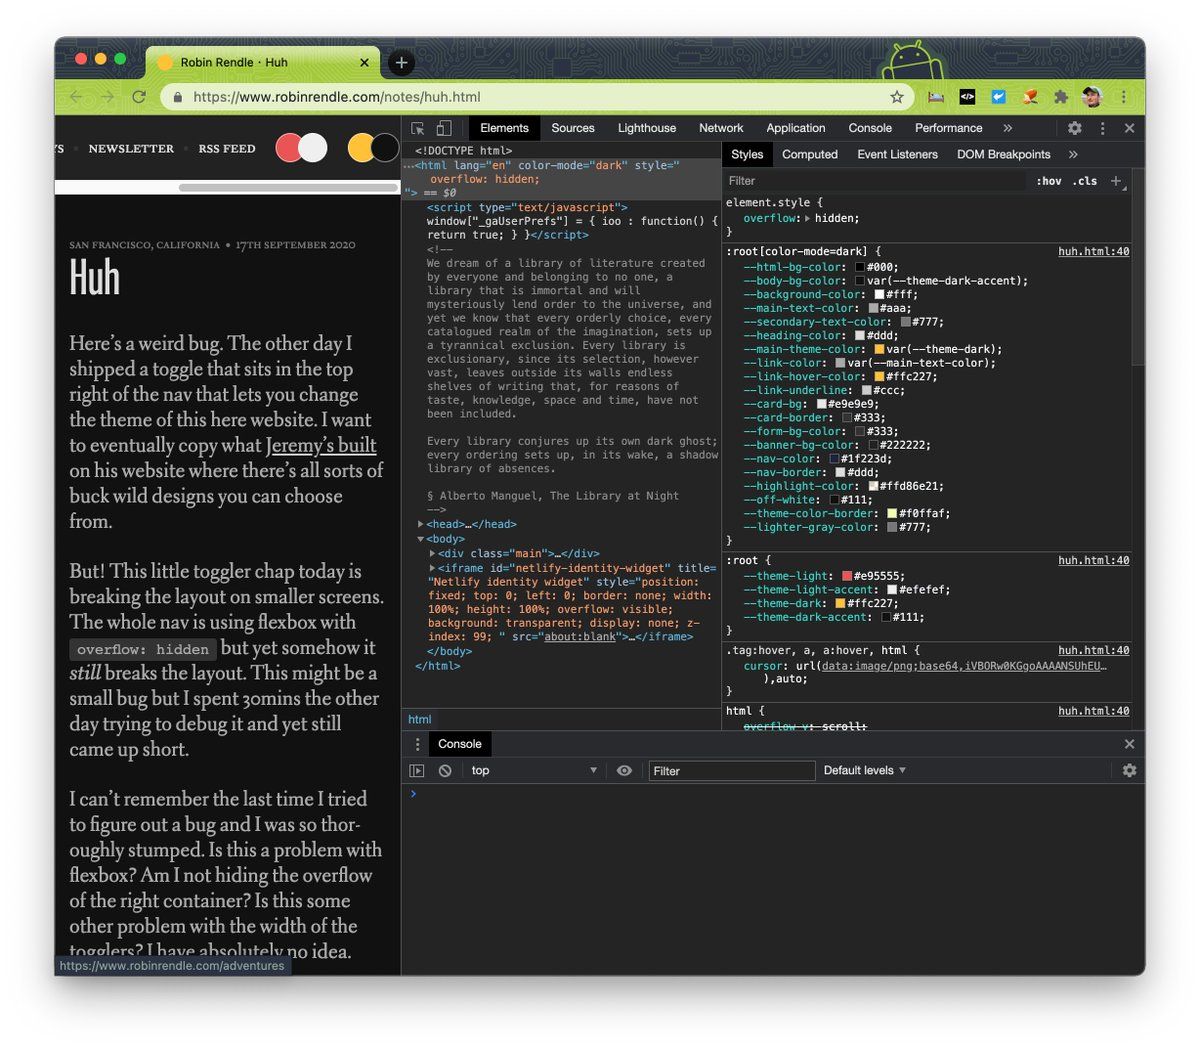 Robin Rendle · Huh
https://www.robinrendle.com/notes/huh.html
YS • NEWSLETTER • RSS FEED
SAN FRANCISCO, CALIFORNIA • 17TH SEPTEMBER 2020
Huh
Here's a weird bug. The other day I
shipped a toggle that sits in the top
right of the nav that lets you change
the theme of this here website. I want
to eventually copy what Jeremy's built
on his website where there's all sorts of
buck wild designs you can choose
from.
But! This little toggler chap today is
breaking the layout on smaller screens.
The whole nav is using flexbox with
overflow: hidden but yet somehow it
still breaks the layout. This might be a
small bug but I spent 30mins the other
day trying to debug it and yet still
came up short.
I can't remember the last time I tried
to figure out a bug and I was so thor-
oughly stumped. Is this a problem with
flexbox? Am I not hiding the overflow
of the right container? Is this some
other problem with the width of the
togglers? I have absolutely no idea.
https://www.robinrendle.com/adventures
Elements Sources Lighthouse Network Application Console Performance »
<!DOCTYPE html>
…<html lang="en" color-mode="dark" style="
overflow: hidden;
"> == $0
<script type="text/javascript">
window["_gaUserPrefs"] = { ioo : function() {
return true; } }</script>
<!--
We dream of a library of literature created
by everyone and belonging to no one, a
library that is immortal and will
mysteriously lend order to the universe, and
yet we know that every orderly choice, every
catalogued realm of the imagination, sets up
a tyrannical exclusion. Every library is
exclusionary, since its selection, however
vast, leaves outside its walls endless
shelves of writing that, for reasons of
taste, knowledge, space and time, have not
been included.
Every library conjures up its own dark ghost;
every ordering sets up, in its wake, a shadow
library of absences.
§ Alberto Manguel, The Library at Night
-->
<head>…</head>
<body>
<div class="main">…</div>
<iframe id="netlify-identity-widget" title=
"Netlify identity widget" style="position:
fixed; top: 0; left: 0; border: none; width:
100%; height: 100%; overflow: visible;
background: transparent; display: none; z-
index: 99; " src="about:blank">…</iframe>
</body>
</html>
html
Styles Computed Event Listeners DOM Breakpoints »
Filter :hov .cls +
element.style {
overflow: hidden;
}
:root[color-mode=dark] { huh.html:40
--html-bg-color: #000;
--body-bg-color: var(--theme-dark-accent);
--background-color: #fff;
--main-text-color: #aaa;
--secondary-text-color: #777;
--heading-color: #ddd;
--main-theme-color: var(--theme-dark);
--link-color: var(--main-text-color);
--link-hover-color: #ffc227;
--link-underline: #ccc;
--card-bg: #e9e9e9;
--card-border: #333;
--form-bg-color: #333;
--banner-bg-color: #222222;
--nav-color: #1f223d;
--nav-border: #ddd;
--highlight-color: #ffd86e21;
--off-white: #111;
--theme-color-border: #f0ffaf;
--lighter-gray-color: #777;
}
:root { huh.html:40
--theme-light: #e95555;
--theme-light-accent: #efefef;
--theme-dark: #ffc227;
--theme-dark-accent: #111;
}
.tag:hover, a, a:hover, html { huh.html:40
cursor: url(data:image/png;base64,iVBORw0KGgoAAAANSUhEU…
),auto;
}
html { huh.html:40
overflow-y: scroll;
Console
top Filter Default levels